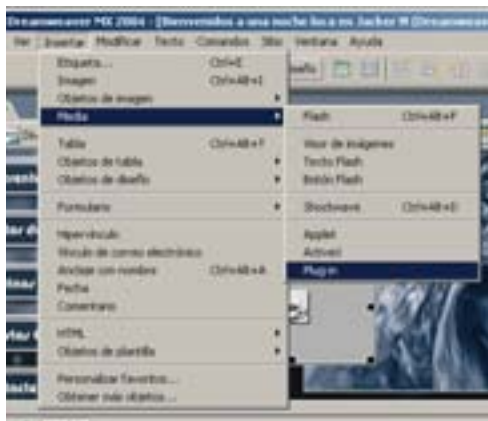 Dreamweaver MX 2004 - [Bienvenidos a una noche loca en Jacker
Ver Insertar Modificar Texto Comandos Sitio Ventana Ayuda
Etiqueta... Ctrl+E
Imagen Ctrl+Alt+I
Objetos de imagen
Media
Flash Ctrl+Alt+F
Tabla Ctrl+Alt+T
Visor de imágenes
Objetos de tabla
Texto Flash
Objetos de diseño
Botón Flash
Formulario
Shockwave Ctrl+Alt+D
Hipervínculo
Applet
Vínculo de correo electrónico
ActiveX
Anclaje con nombre Ctrl+Alt+A
Plug-in
Fecha
Comentario
HTML
Objetos de plantilla
Personalizar favoritos...
Obtener más objetos...